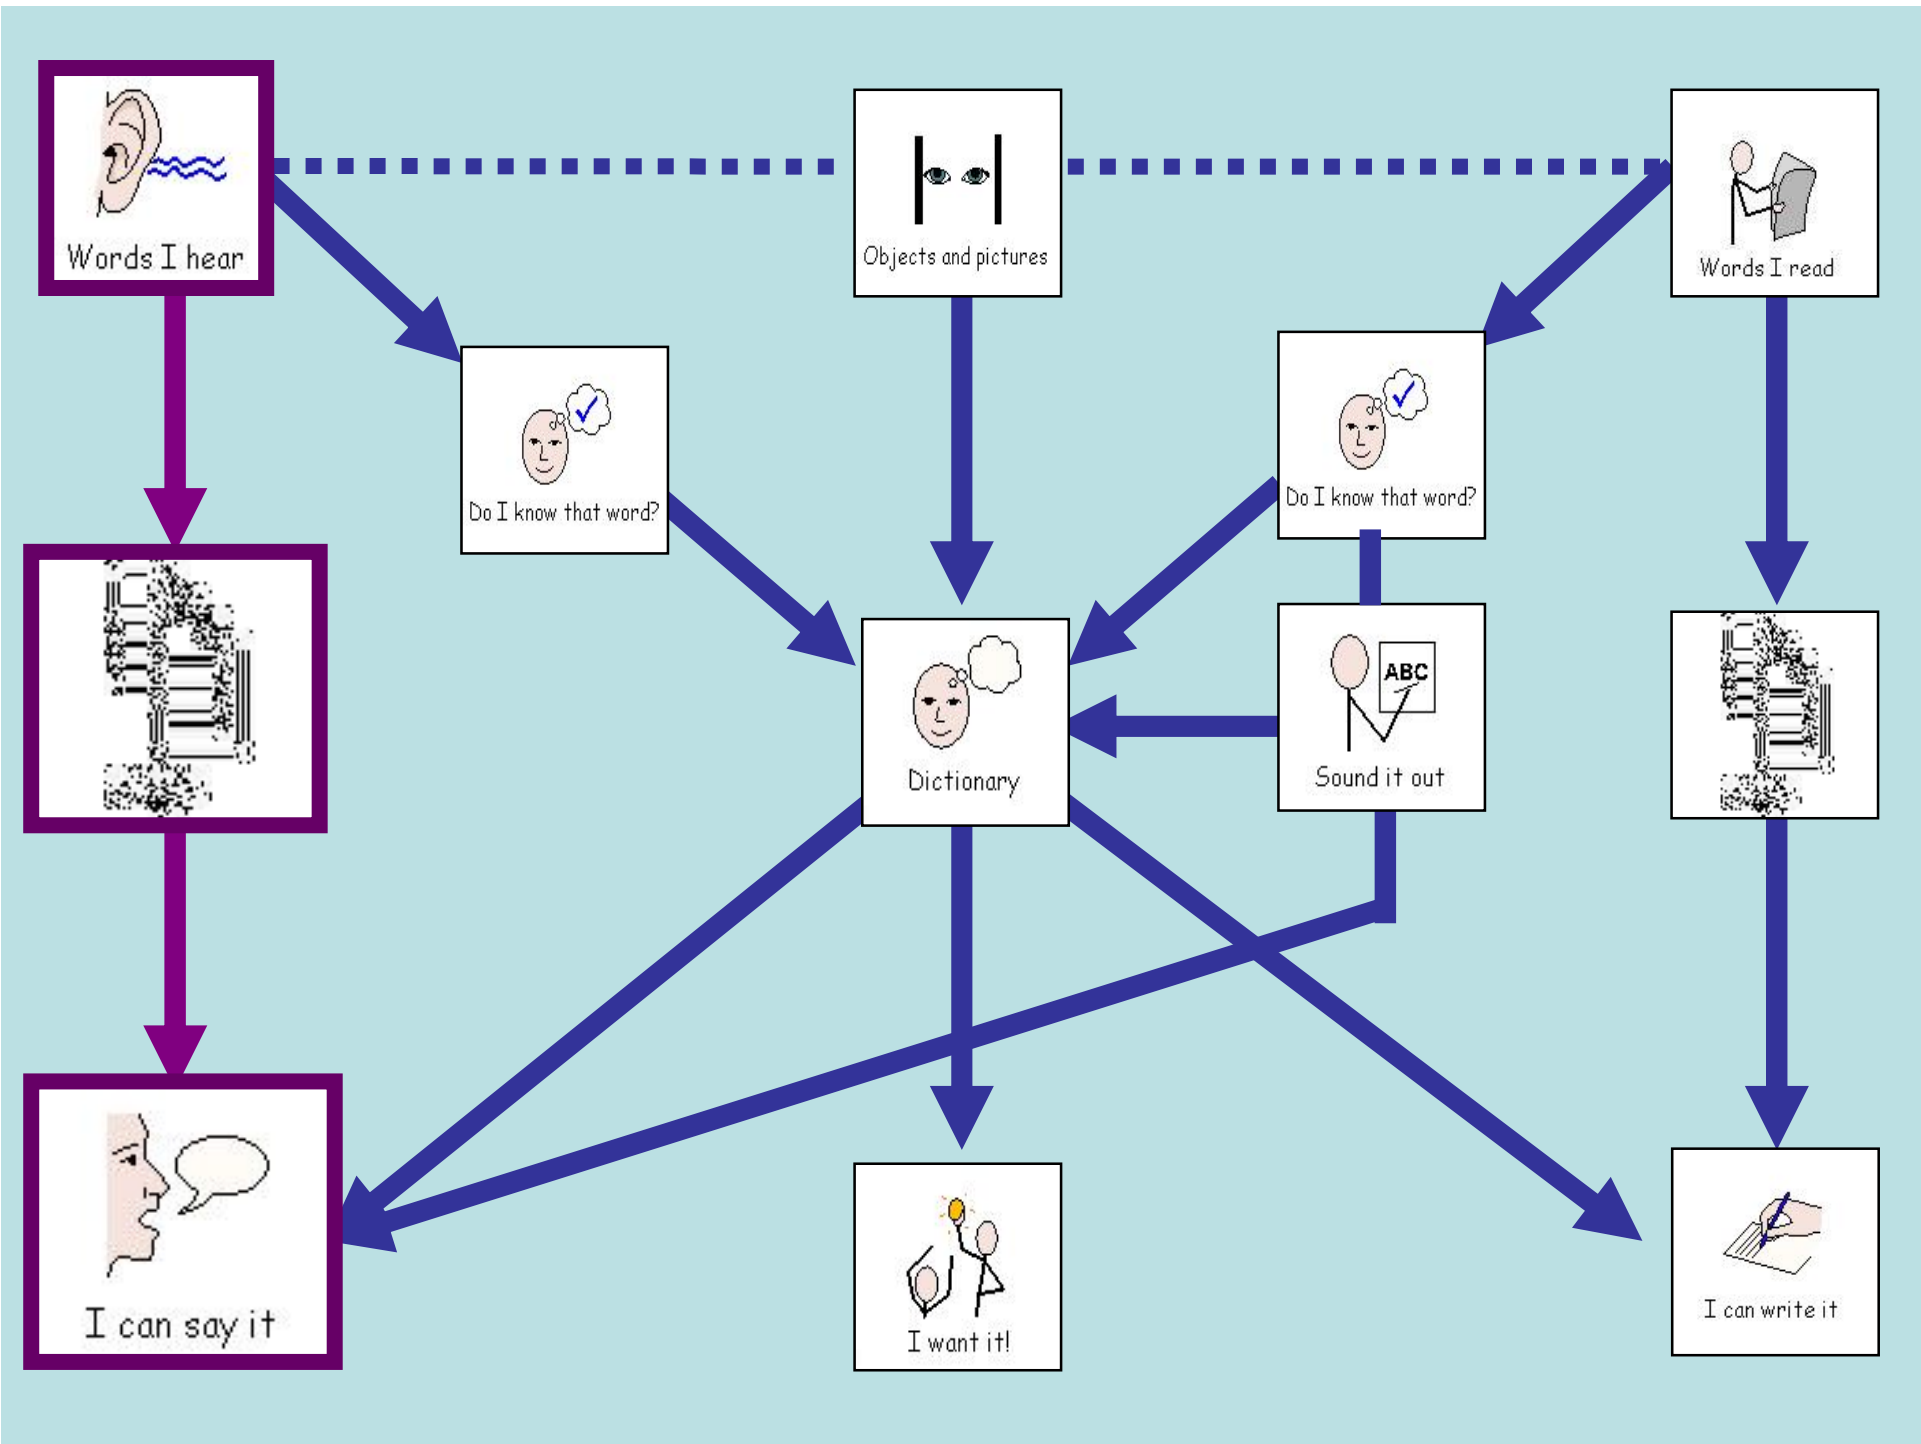 Words I hear
Objects and pictures
Words I read
Do I know that word?
Do I know that word?
ABC
Dictionary
Sound it out
I can say it
I want it!
I can write it